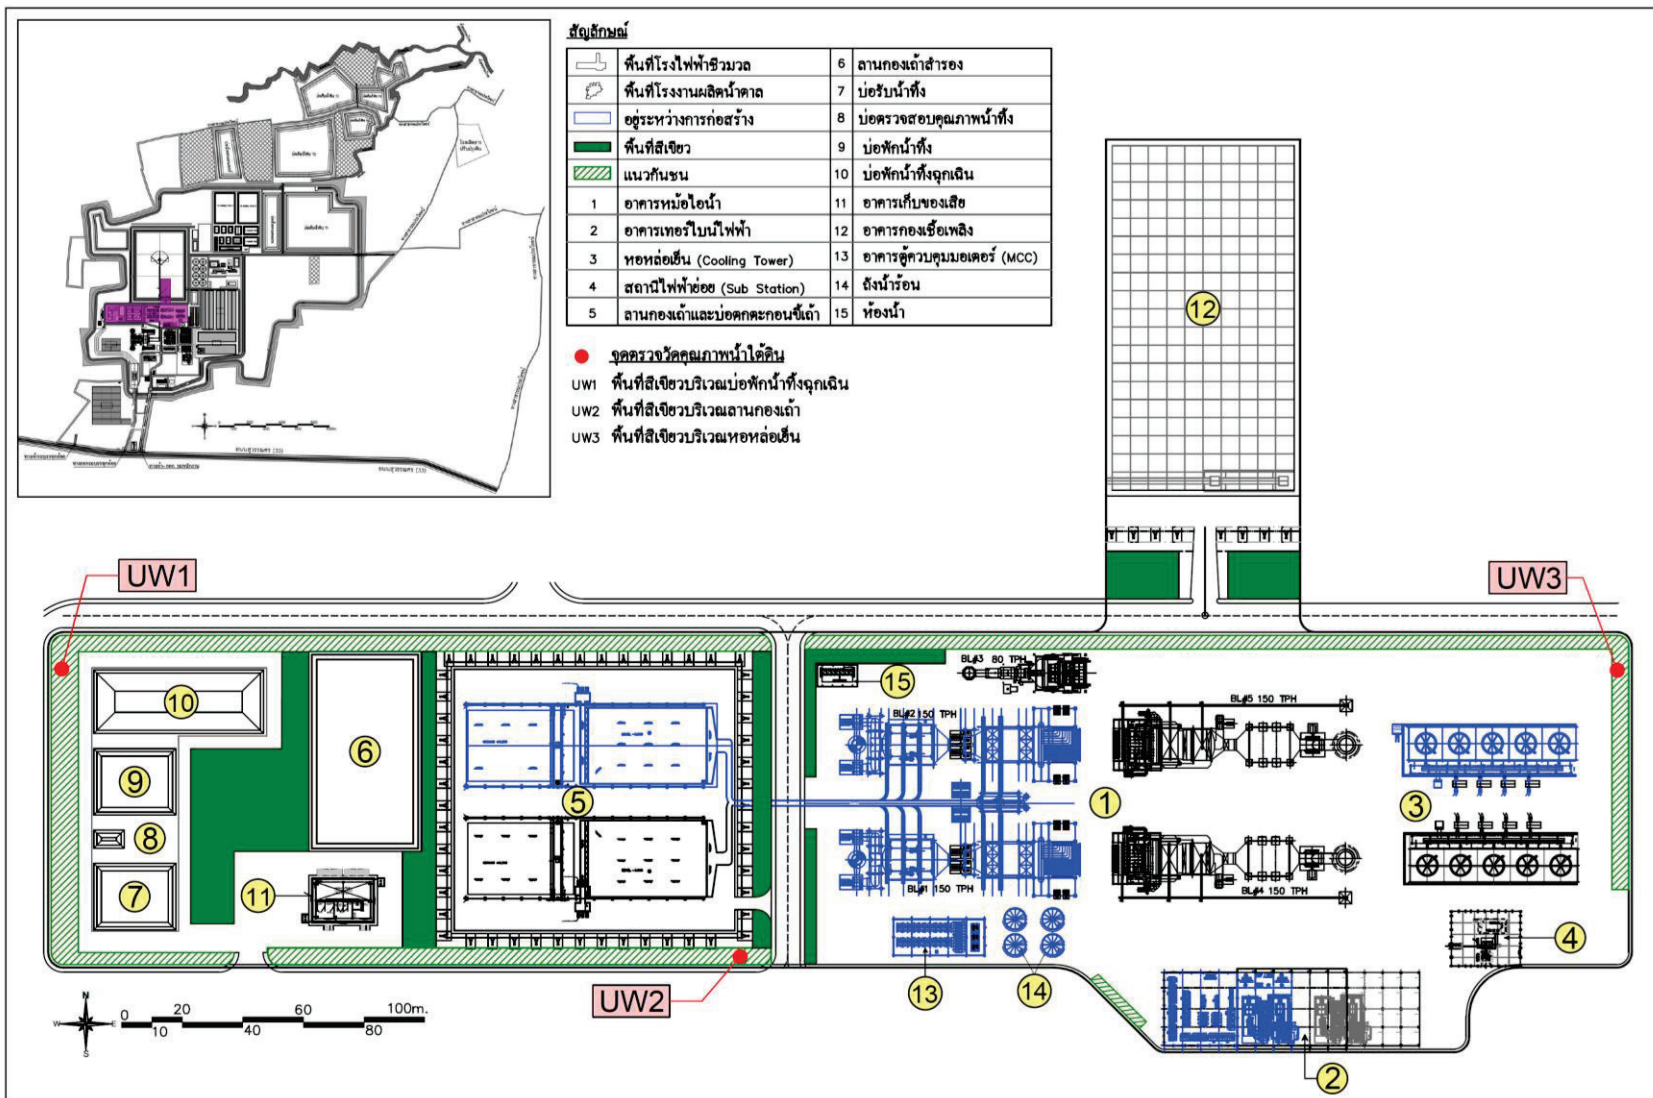 สัญลักษณ์
พื้นที่โรงไฟฟ้าชีวมวล
6 ลานกองเถ้าสำรอง
พื้นที่โรงงานผลิตน้ำตาล
7 บ่อรับน้ำทิ้ง
อยู่ระหว่างการก่อสร้าง
8 บ่อตรวจสอบคุณภาพน้ำทิ้ง
พื้นที่สีเขียว
9 บ่อพักน้ำทิ้ง
แนวกันชน
10 บ่อพักน้ำทิ้งฉุกเฉิน
1 อาคารหม้อไอน้ำ
11 อาคารเก็บของเสีย
2 อาคารเทอร์ไบน์ไฟฟ้า
12 อาคารกองเชื้อเพลิง
3 หอหล่อเย็น (Cooling Tower)
13 อาคารตู้ควบคุมมอเตอร์ (MCC)
4 สถานีไฟฟ้าย่อย (Sub Station)
14 ถังน้ำร้อน
5 ลานกองเถ้าและบ่อตกตะกอนขี้เถ้า
15 ห้องน้ำ
จุดตรวจวัดคุณภาพน้ำใต้ดิน
UW1 พื้นที่สีเขียวบริเวณบ่อพักน้ำทิ้งฉุกเฉิน
UW2 พื้นที่สีเขียวบริเวณลานกองเถ้า
UW3 พื้นที่สีเขียวบริเวณหอหล่อเย็น
12
UW1
UW3
BL#3 80 TPH
15
10
BL#5 150 TPH
BL#2 150 TPH
6
9
5
1
3
8
7
11
BL#1 150 TPH
BL#4 150 TPH
4
UW2
13
14
2
N
W
E
S
0 20 60 100m.
10 40 80